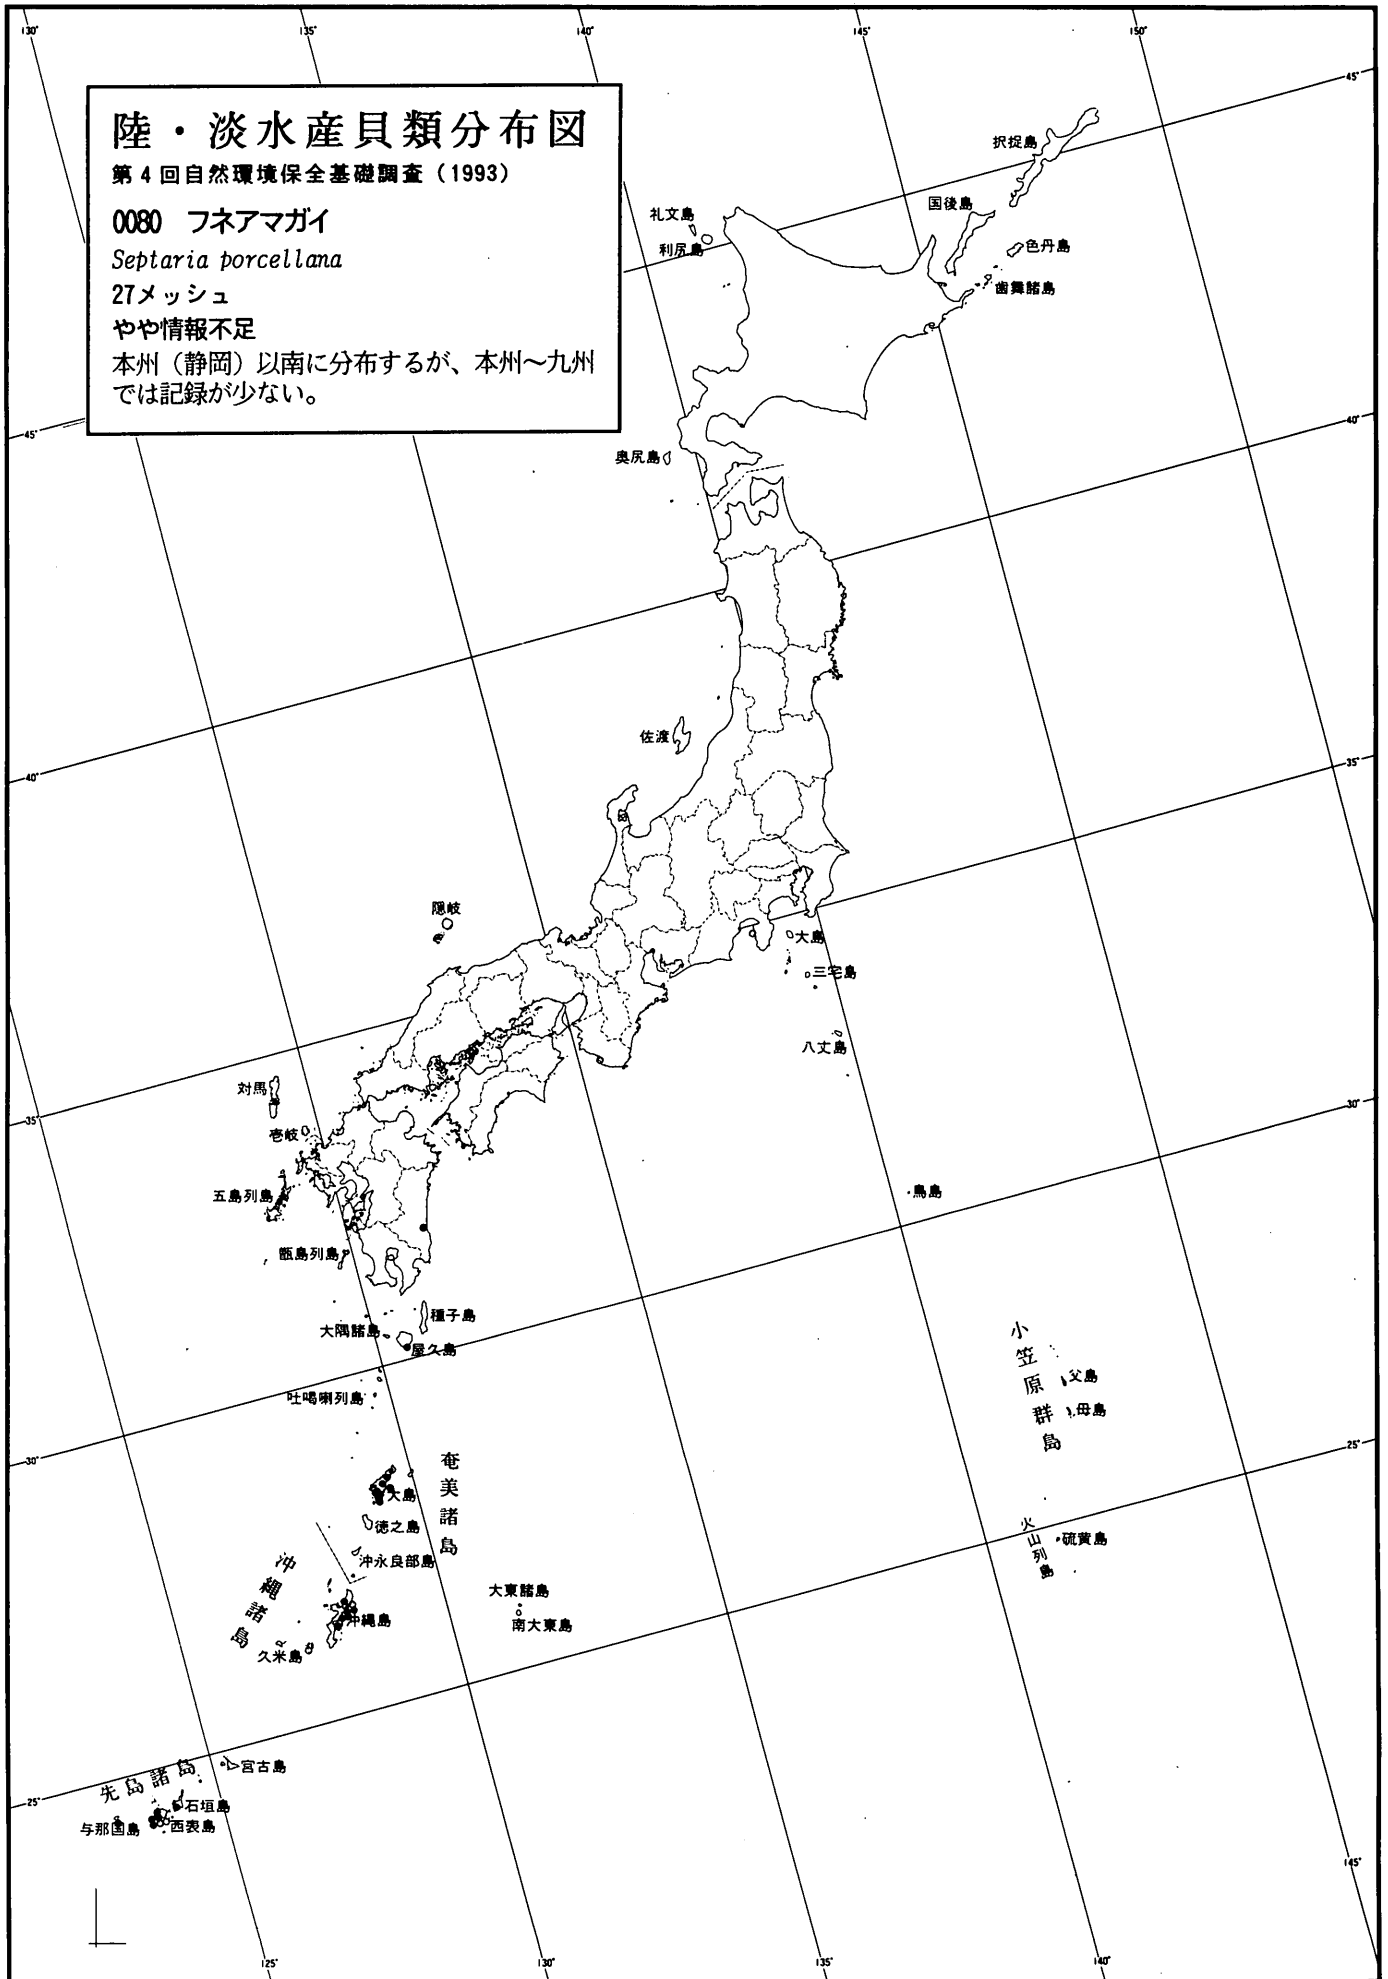 130°
135°
140°
145°
150°
陸・淡水産貝類分布図
第4回自然環境保全基礎調査(1993)
0080 フネアマガイ
Septaria porcellana
27メッシュ
やや情報不足
本州(静岡)以南に分布するが、本州~九州
では記録が少ない。
45°
択捉島
国後島
礼文島
利尻島
色丹島
歯舞諸島
40°
45°
奥尻島
佐渡
35°
40°
隠岐
大島
三宅島
八丈島
対馬
30°
35°
壱岐
五島列島
鳥島
甑島列島
種子島
大隅諸島
屋久島
小笠原群島
父島
吐噶喇列島
母島
25°
30°
奄美諸島
大島
徳之島
火山列島
硫黄島
沖縄諸島
沖永良部島
大東諸島
沖縄島
南大東島
久米島
先島諸島
宮古島
25°
石垣島
与那国島
西表島
145°
125°
130°
135°
140°